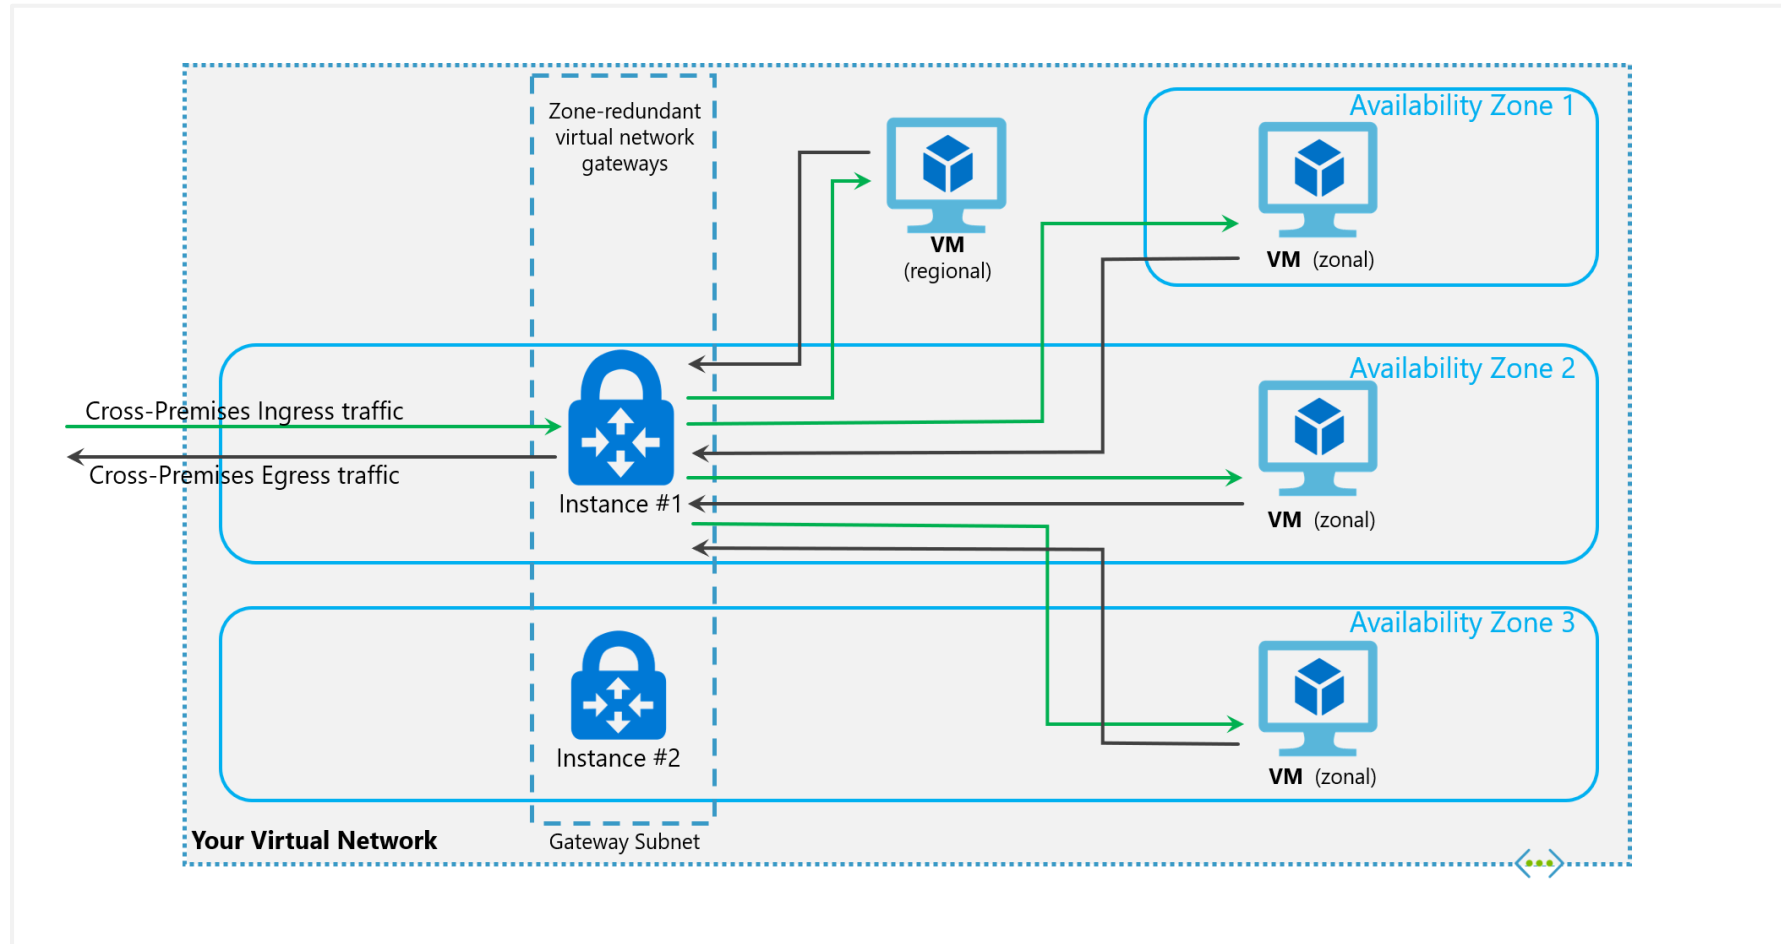 Zone-redundant
virtual network
gateways
VM
(regional)
Availability Zone 1
VM (zonal)
Availability Zone 2
Cross-Premises Ingress traffic
Cross-Premises Egress traffic
Instance #1
VM (zonal)
Availability Zone 3
Instance #2
VM (zonal)
Your Virtual Network
Gateway Subnet